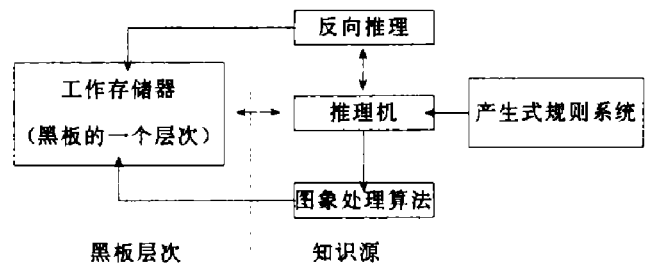 反向推理
工作存储器
(黑板的一个层次)
推理机
产生式规则系统
图象处理算法
黑板层次
知识源